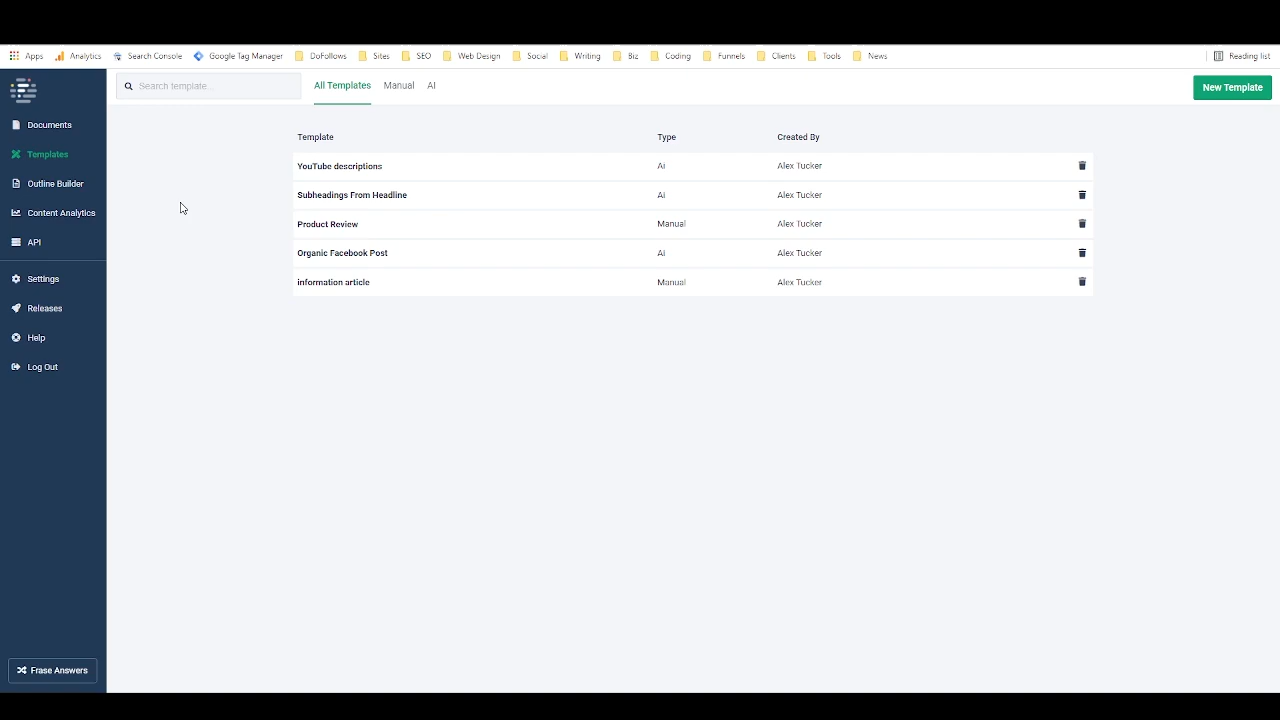 Apps Analytics Search Console Google Tag Manager DoFollows Sites SEO Web Design Social Writing Biz Coding Funnels Clients Tools News Reading list
Search template... All Templates Manual AI New Template
Documents
Templates
Outline Builder
Content Analytics
API
Settings
Releases
Help
Log Out
Frase Answers
Template Type Created By
YouTube descriptions Ai Alex Tucker
Subheadings From Headline Ai Alex Tucker
Product Review Manual Alex Tucker
Organic Facebook Post Ai Alex Tucker
information article Manual Alex Tucker